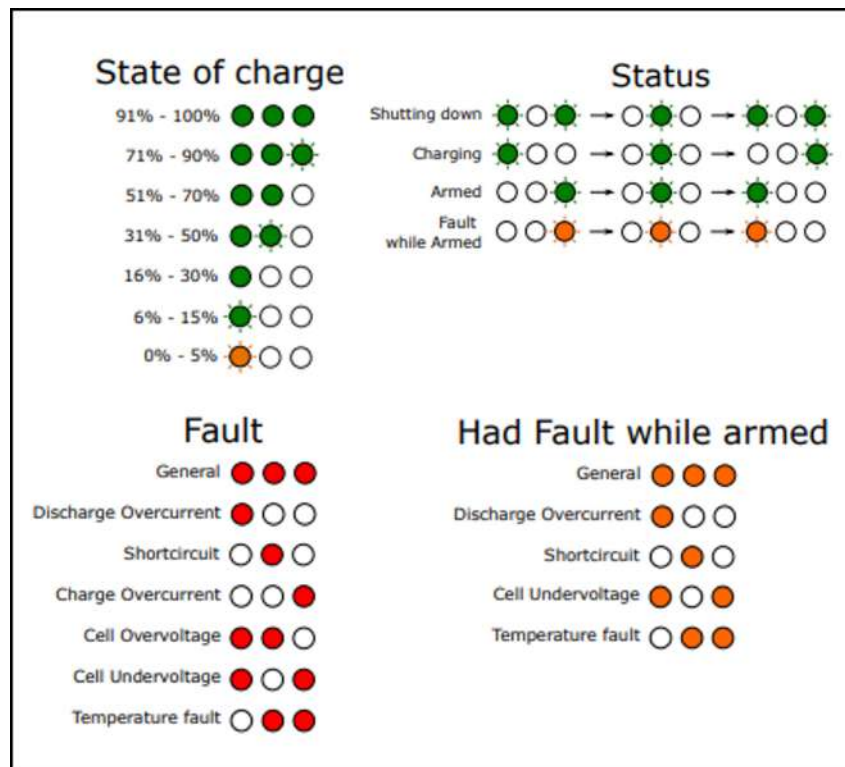 State of charge
91% - 100%
71% - 90%
51% - 70%
31% - 50%
16% - 30%
6% - 15%
0% - 5%
Status
Shutting down
Charging
Armed
Fault
while Armed
Fault
General
Discharge Overcurrent
Shortcircuit
Charge Overcurrent
Cell Overvoltage
Cell Undervoltage
Temperature fault
Had Fault while armed
General
Discharge Overcurrent
Shortcircuit
Cell Undervoltage
Temperature fault